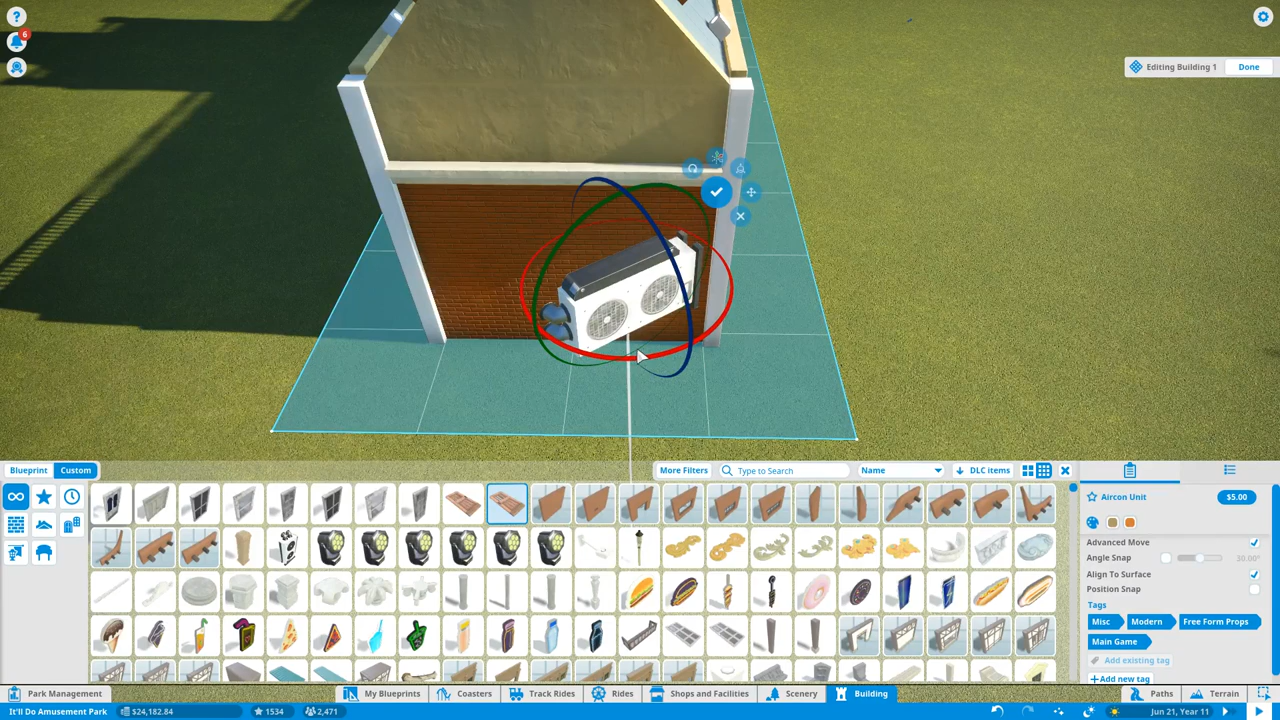 ?
6
Editing Building 1
Done
Blueprint
Custom
More Filters
Type to Search
Name
DLC items
Aircon Unit
$5.00
Advanced Move
Angle Snap
30.00°
Align To Surface
Position Snap
Tags
Misc
Modern
Free Form Props
Main Game
Add existing tag
+Add new tag
Park Management
My Blueprints
Coasters
Track Rides
Rides
Shops and Facilities
Scenery
Building
Paths
Terrain
It'll Do Amusement Park
$24,182.84
1534
2,471
Jun 21, Year 11